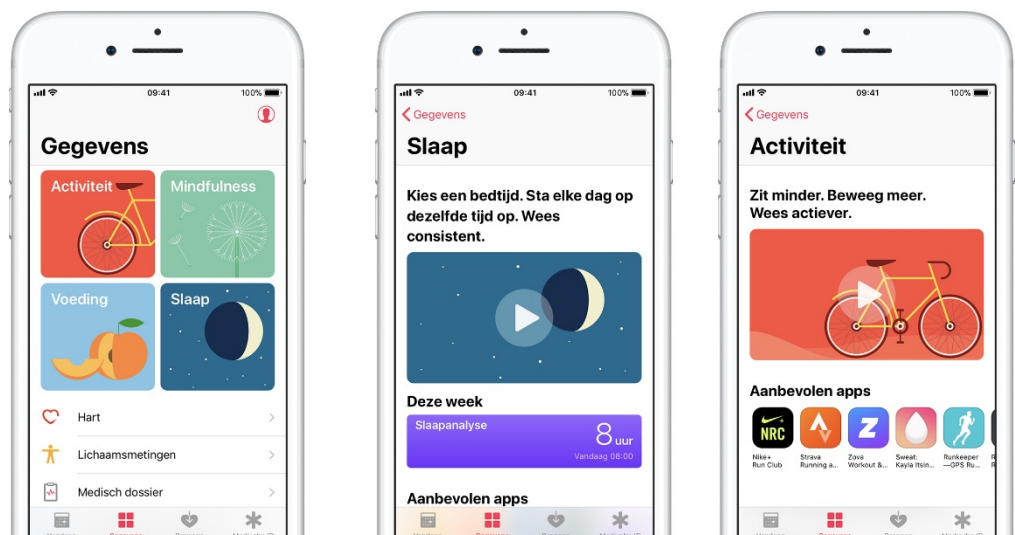 09:41
100%
Gegevens
Activiteit
Mindfulness
Voeding
Slaap
Hart
Lichaamsmetingen
Medisch dossier
Gegevens
09:41
100%
Gegevens
Slaap
Kies een bedtijd. Sta elke dag op
dezelfde tijd op. Wees
consistent.
Deze week
Slaapanalyse
8 uur
Vandaag 08:00
Aanbevolen apps
09:41
100%
Gegevens
Activiteit
Zit minder. Beweeg meer.
Wees actiever.
Aanbevolen apps
NRC
Z
Nike+
Run Club
Strava
Running a...
Zova
Workout &...
Sweat:
Kayla Itsin...
Runkeeper
—GPS Ru...